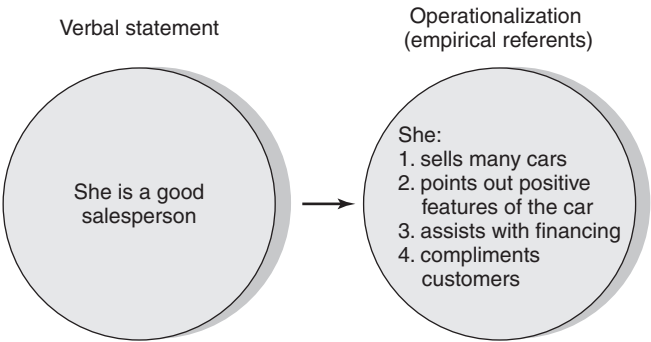 Verbal statement
Operationalization
(empirical referents)
She is a good
salesperson
She:
1. sells many cars
2. points out positive
features of the car
3. assists with financing
4. compliments
customers